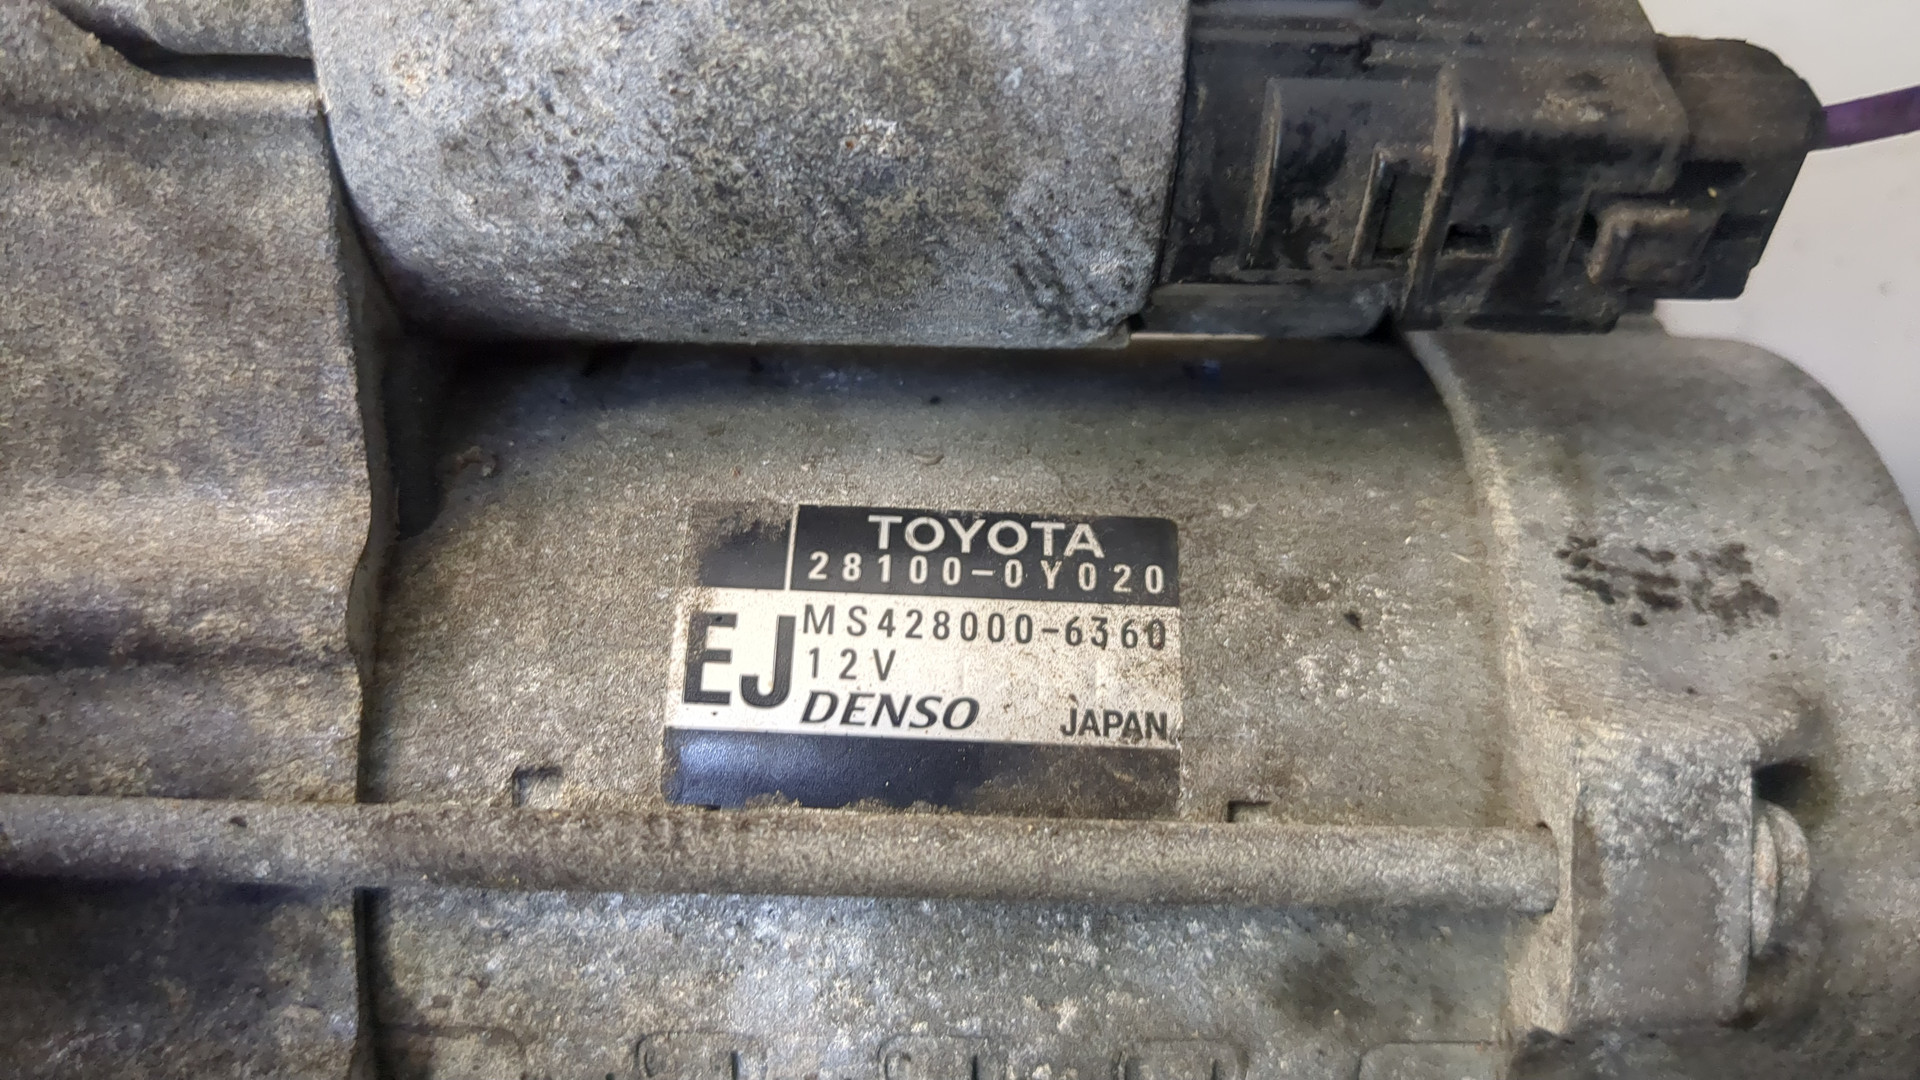 TOYOTA
28100-0Y020
EJ
MS428000-6360
12V
DENSO JAPAN